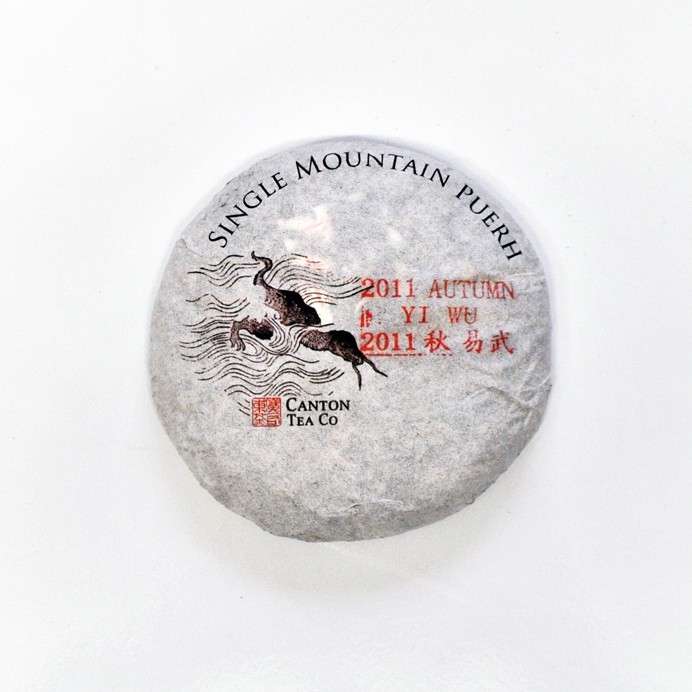 SINGLE MOUNTAIN PUERH
2011 AUTUMN
YI WU
2011 秋 易武
CANTON
TEA CO